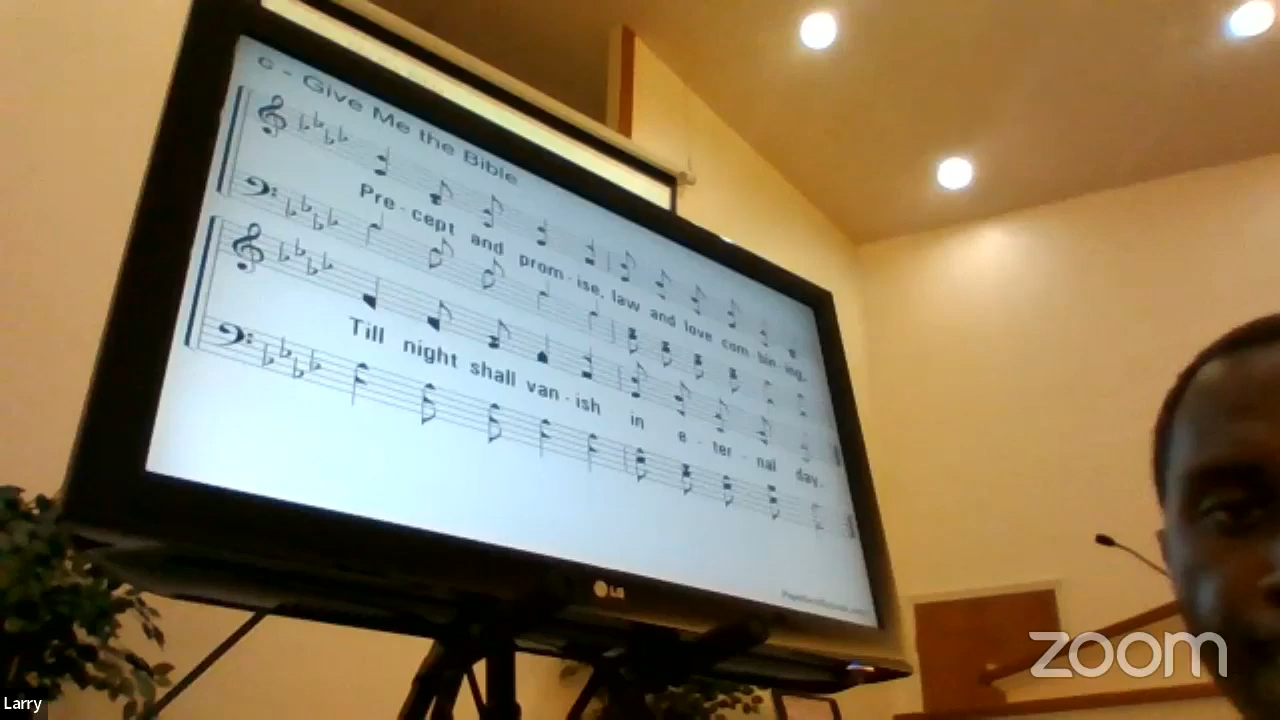 c - Give Me the Bible
Pre - cept and prom - ise, law and love com bin - ing,
Till night shall van - ish in e - ter - nal day.
LG
zoom
Larry